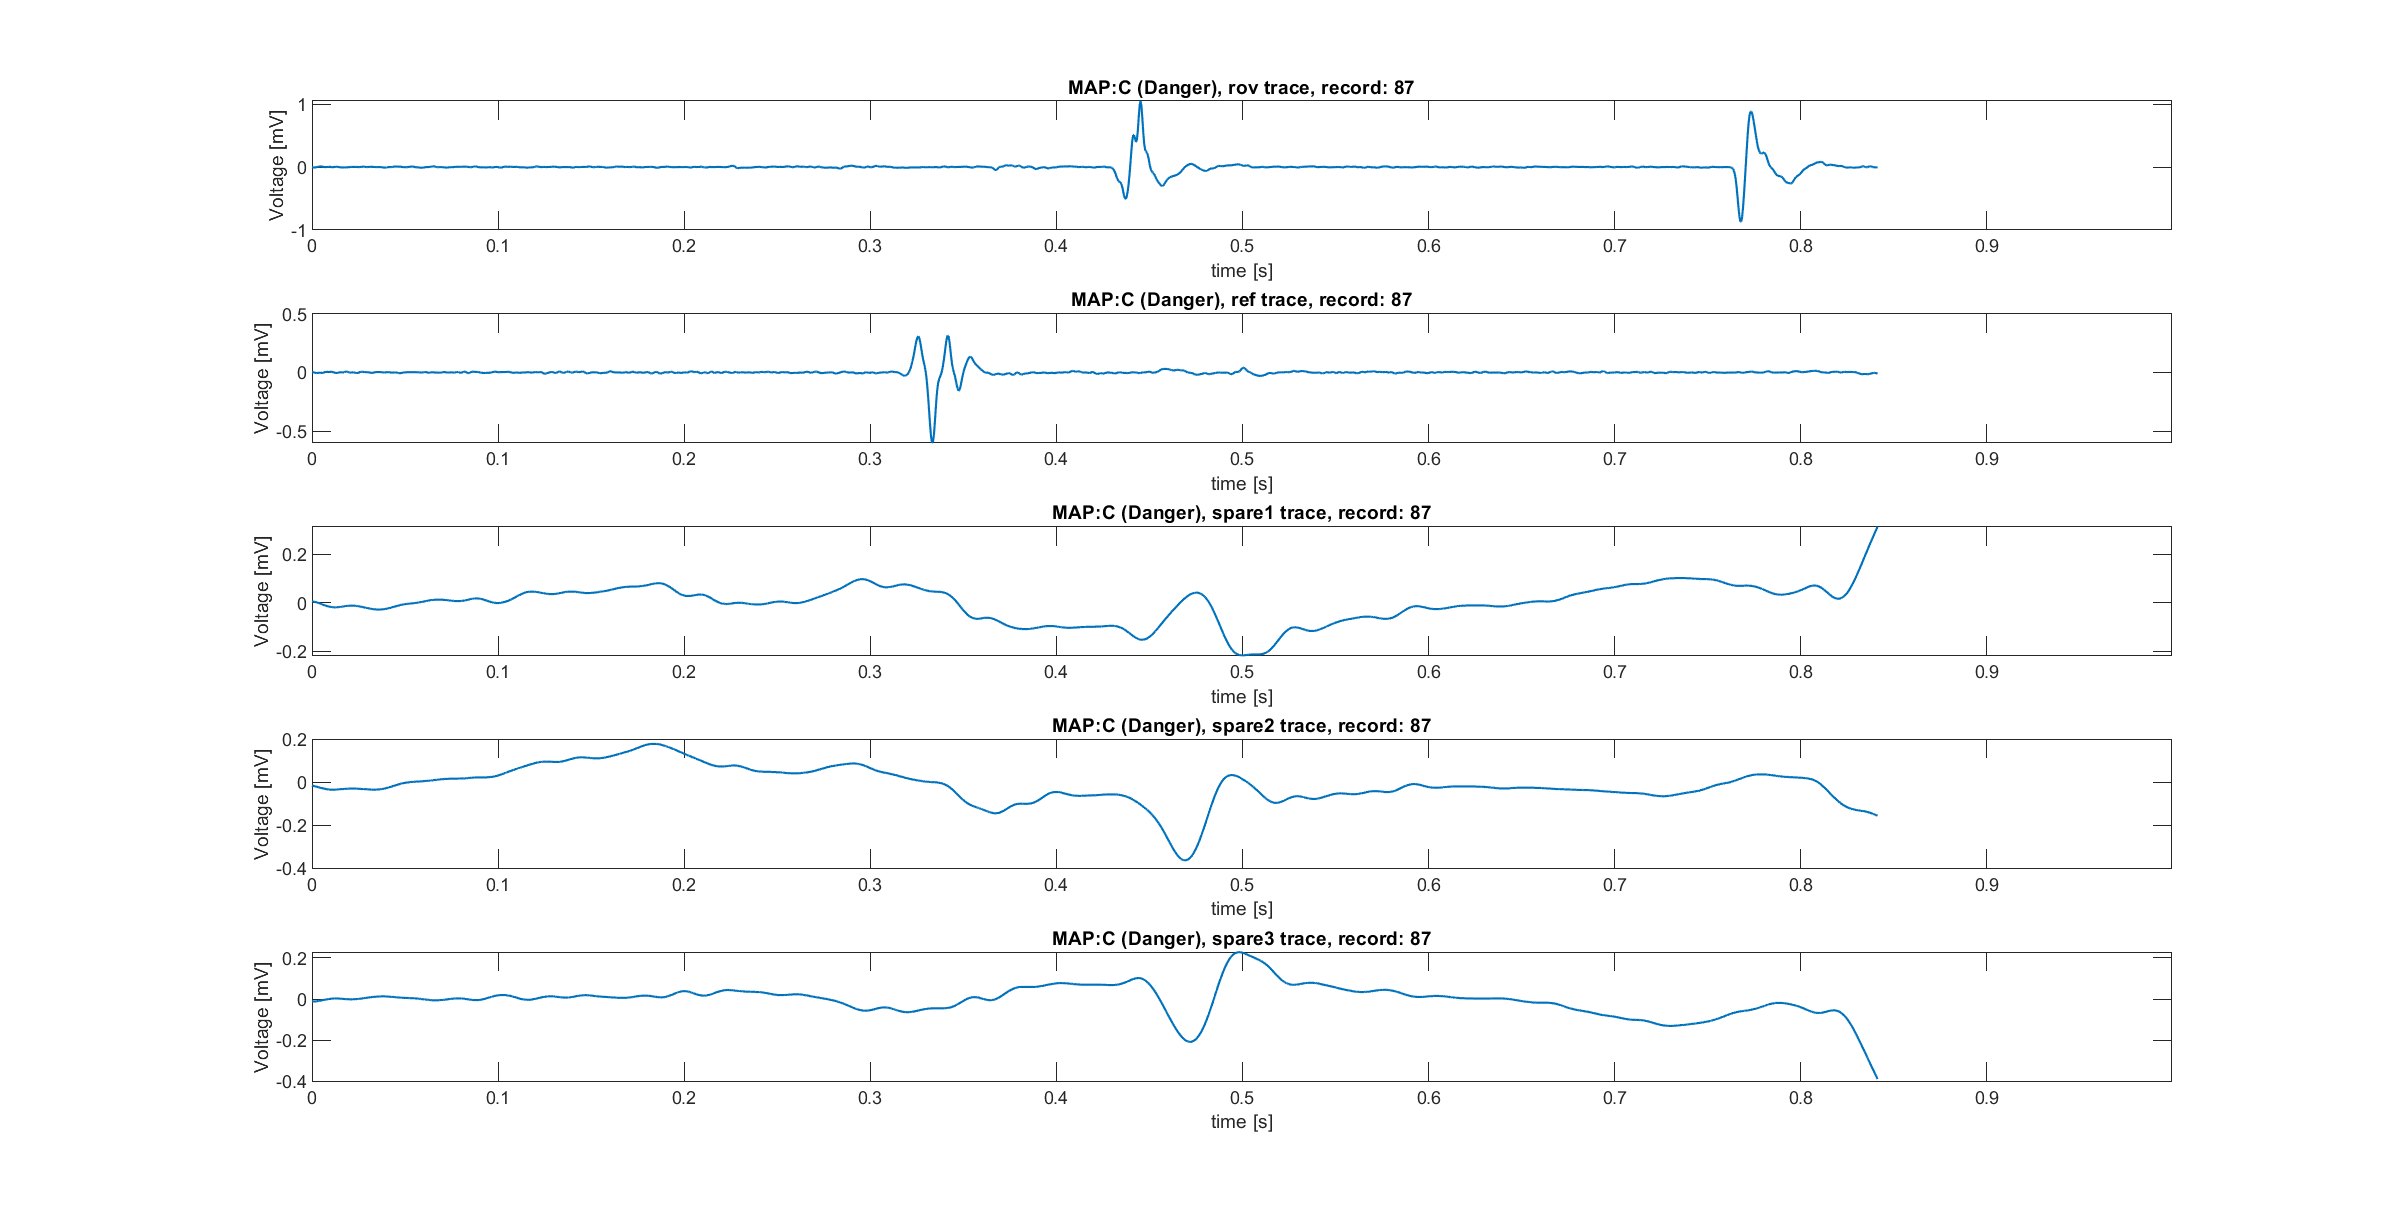 MAP:C (Danger), rov trace, record: 87
Voltage [mV]
1
0
-1
0 0.1 0.2 0.3 0.4 0.5 0.6 0.7 0.8 0.9
time [s]
MAP:C (Danger), ref trace, record: 87
Voltage [mV]
0.5
0
-0.5
0 0.1 0.2 0.3 0.4 0.5 0.6 0.7 0.8 0.9
time [s]
MAP:C (Danger), spare1 trace, record: 87
Voltage [mV]
0.2
0
-0.2
0 0.1 0.2 0.3 0.4 0.5 0.6 0.7 0.8 0.9
time [s]
MAP:C (Danger), spare2 trace, record: 87
Voltage [mV]
0.2
0
-0.2
-0.4
0 0.1 0.2 0.3 0.4 0.5 0.6 0.7 0.8 0.9
time [s]
MAP:C (Danger), spare3 trace, record: 87
Voltage [mV]
0.2
0
-0.2
-0.4
0 0.1 0.2 0.3 0.4 0.5 0.6 0.7 0.8 0.9
time [s]